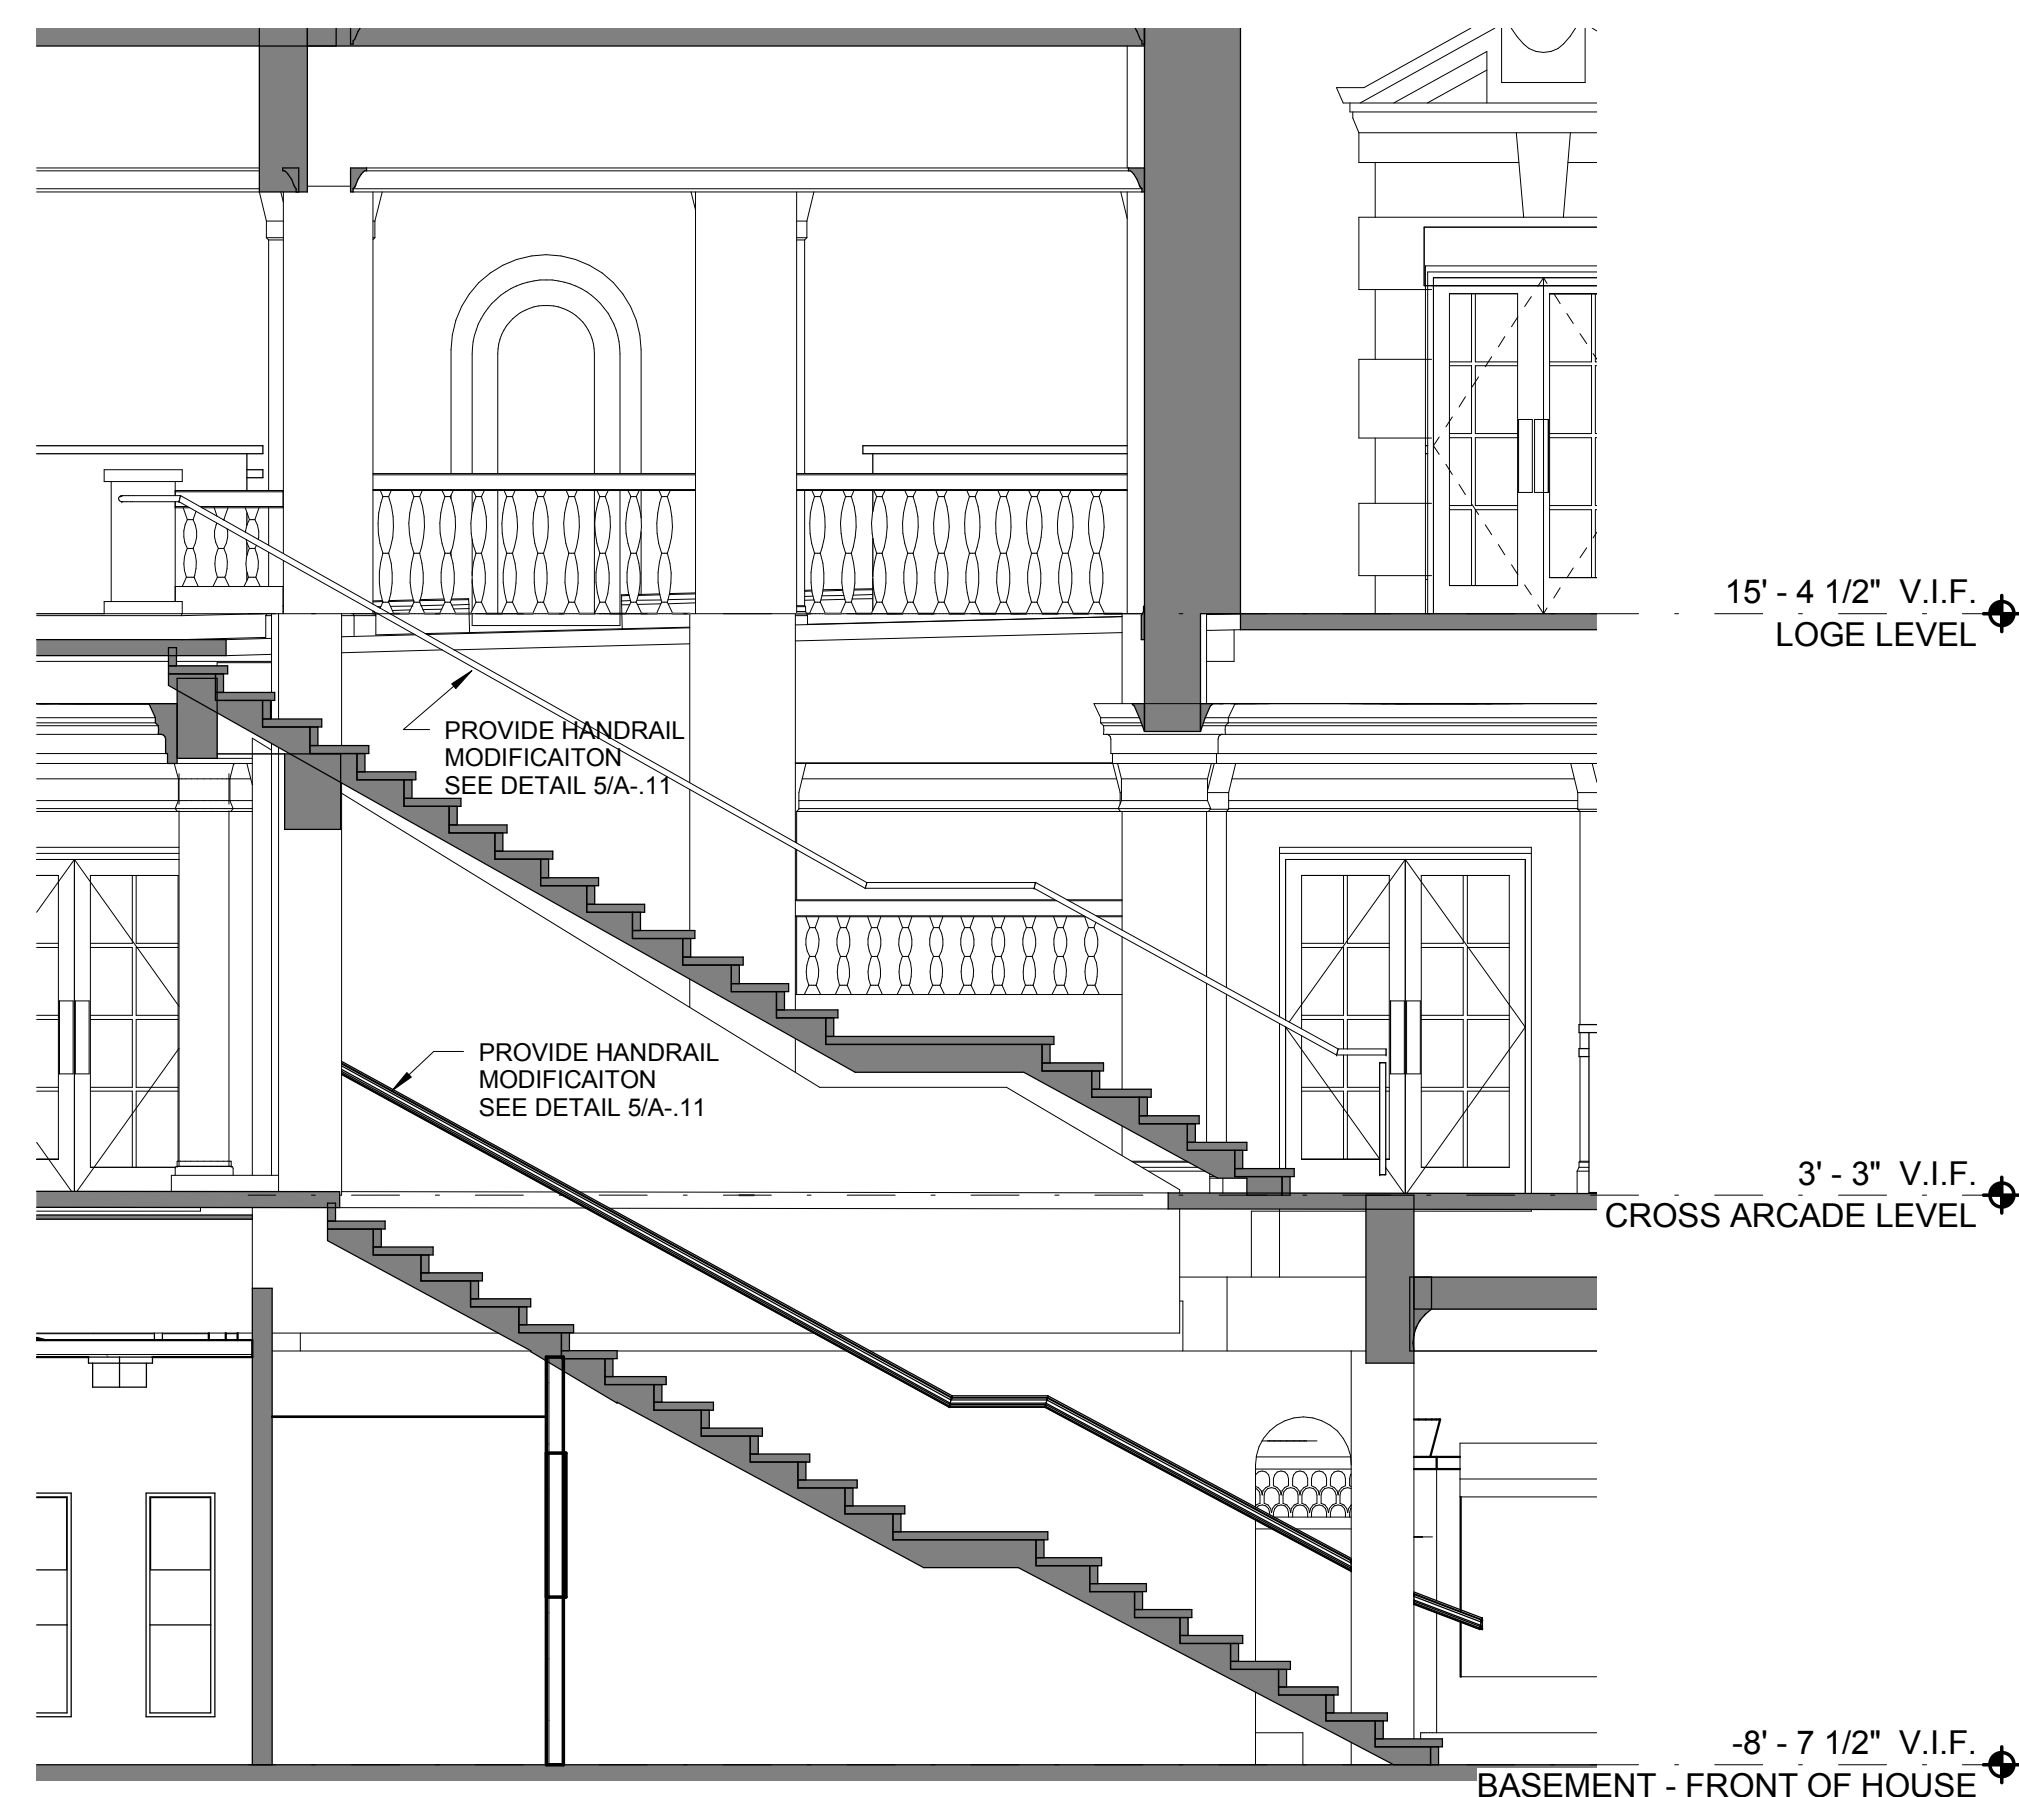 15' - 4 1/2" V.I.F.
LOGE LEVEL
PROVIDE HANDRAIL
MODIFICAITON
SEE DETAIL 5/A-.11
PROVIDE HANDRAIL
MODIFICAITON
SEE DETAIL 5/A-.11
3' - 3" V.I.F.
CROSS ARCADE LEVEL
-8' - 7 1/2" V.I.F.
BASEMENT - FRONT OF HOUSE